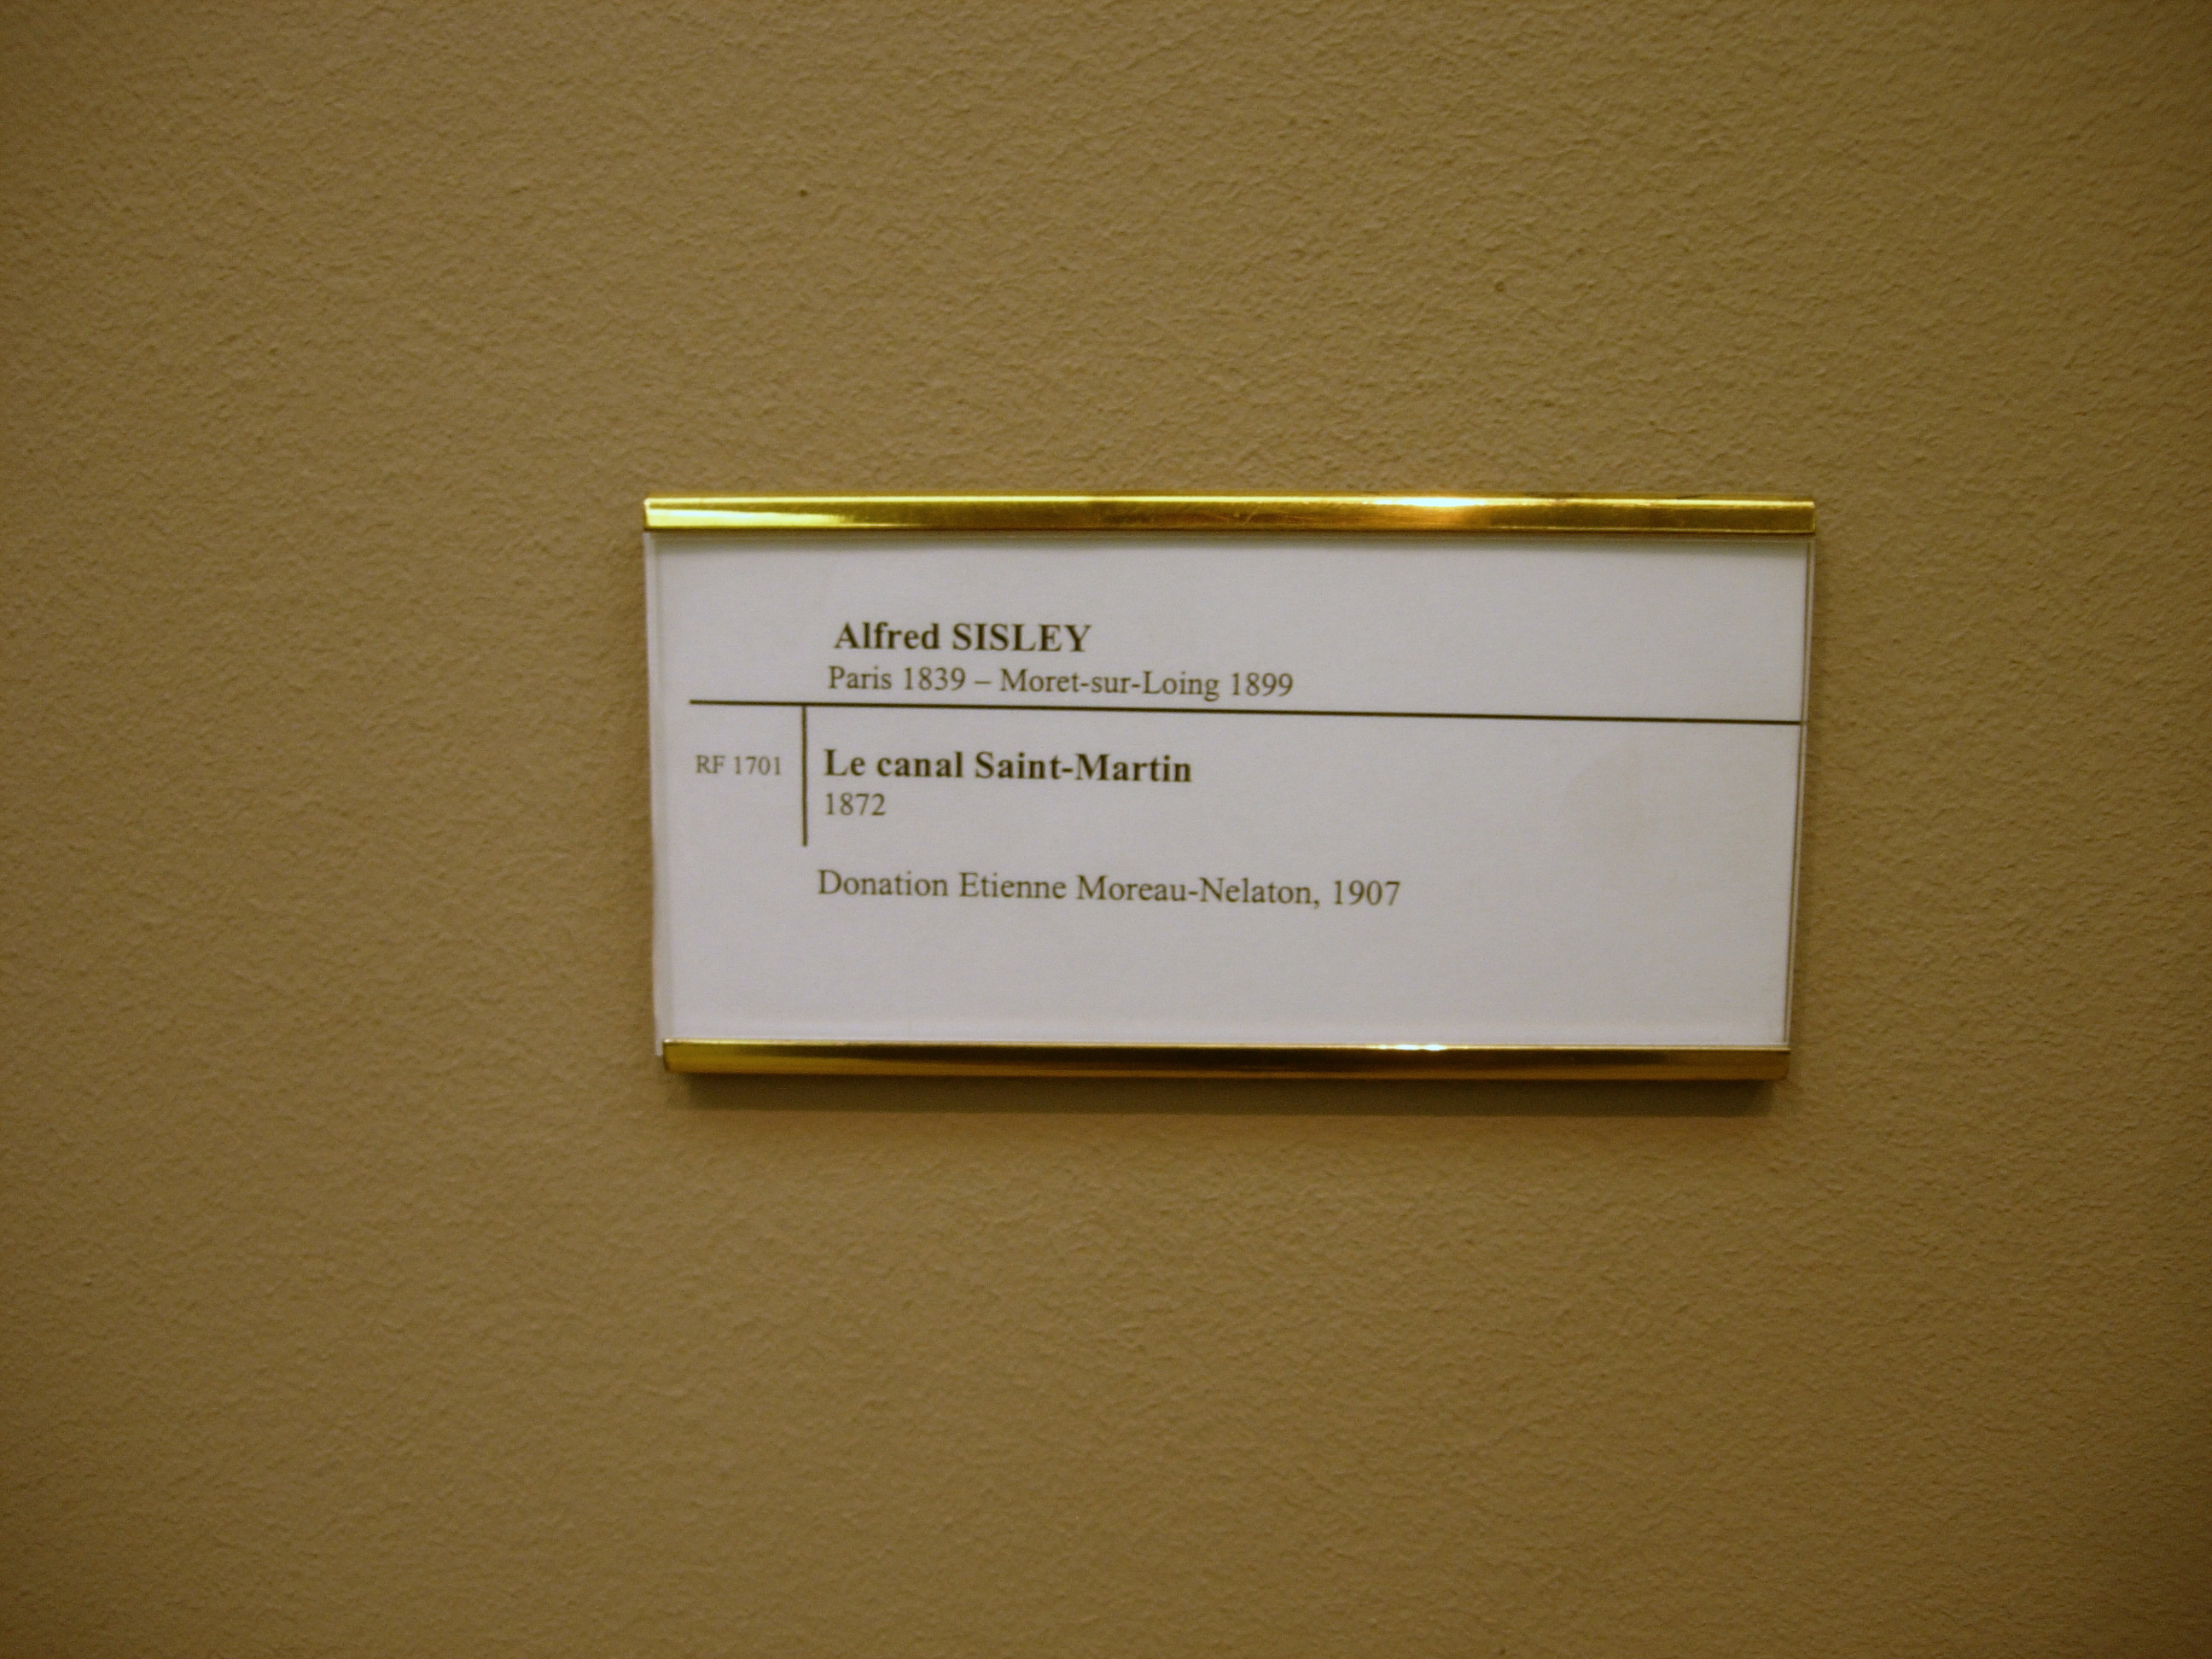 Alfred SISLEY
Paris 1839 – Moret-sur-Loing 1899
RF 1701
Le canal Saint-Martin
1872
Donation Etienne Moreau-Nelaton, 1907